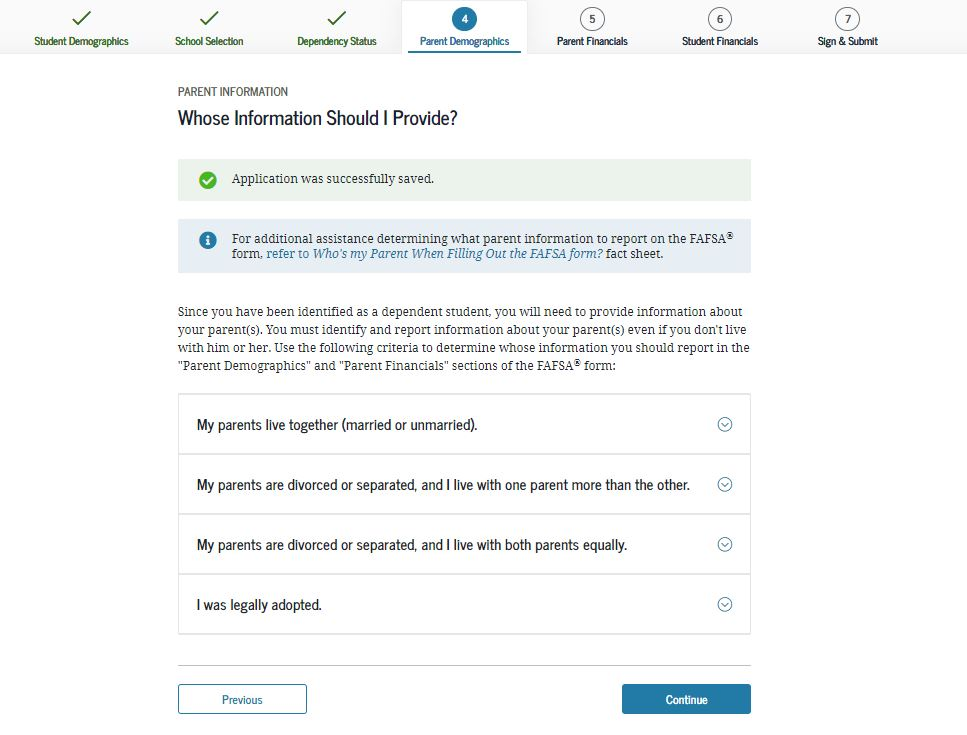 4 5 6 7
Student Demographics School Selection Dependency Status Parent Demographics Parent Financials Student Financials Sign & Submit
PARENT INFORMATION
Whose Information Should I Provide?
Application was successfully saved.
For additional assistance determining what parent information to report on the FAFSA®
form, refer to Who's my Parent When Filling Out the FAFSA form? fact sheet.
Since you have been identified as a dependent student, you will need to provide information about
your parent(s). You must identify and report information about your parent(s) even if you don't live
with him or her. Use the following criteria to determine whose information you should report in the
"Parent Demographics" and "Parent Financials" sections of the FAFSA® form:
My parents live together (married or unmarried).
My parents are divorced or separated, and I live with one parent more than the other.
My parents are divorced or separated, and I live with both parents equally.
I was legally adopted.
Previous Continue